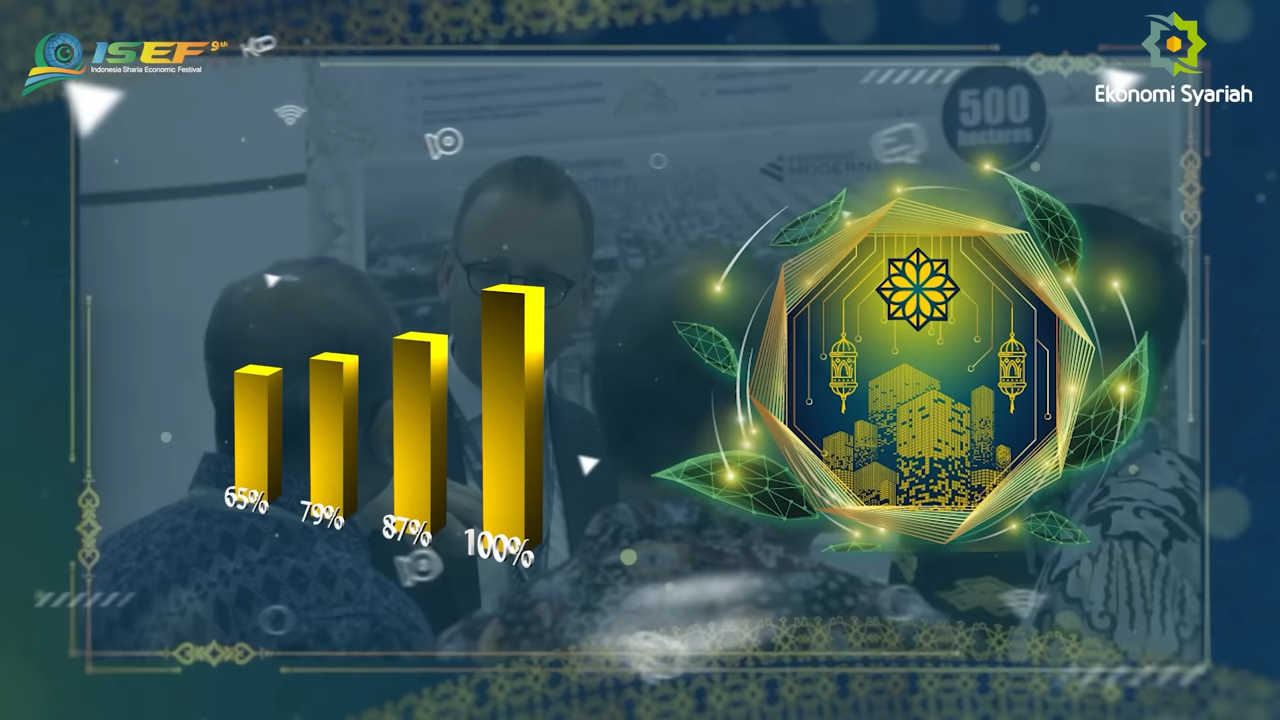 ISEF 9th
Indonesia Sharia Economic Festival
Ekonomi Syariah
500
hectares
65%
79%
87%
100%